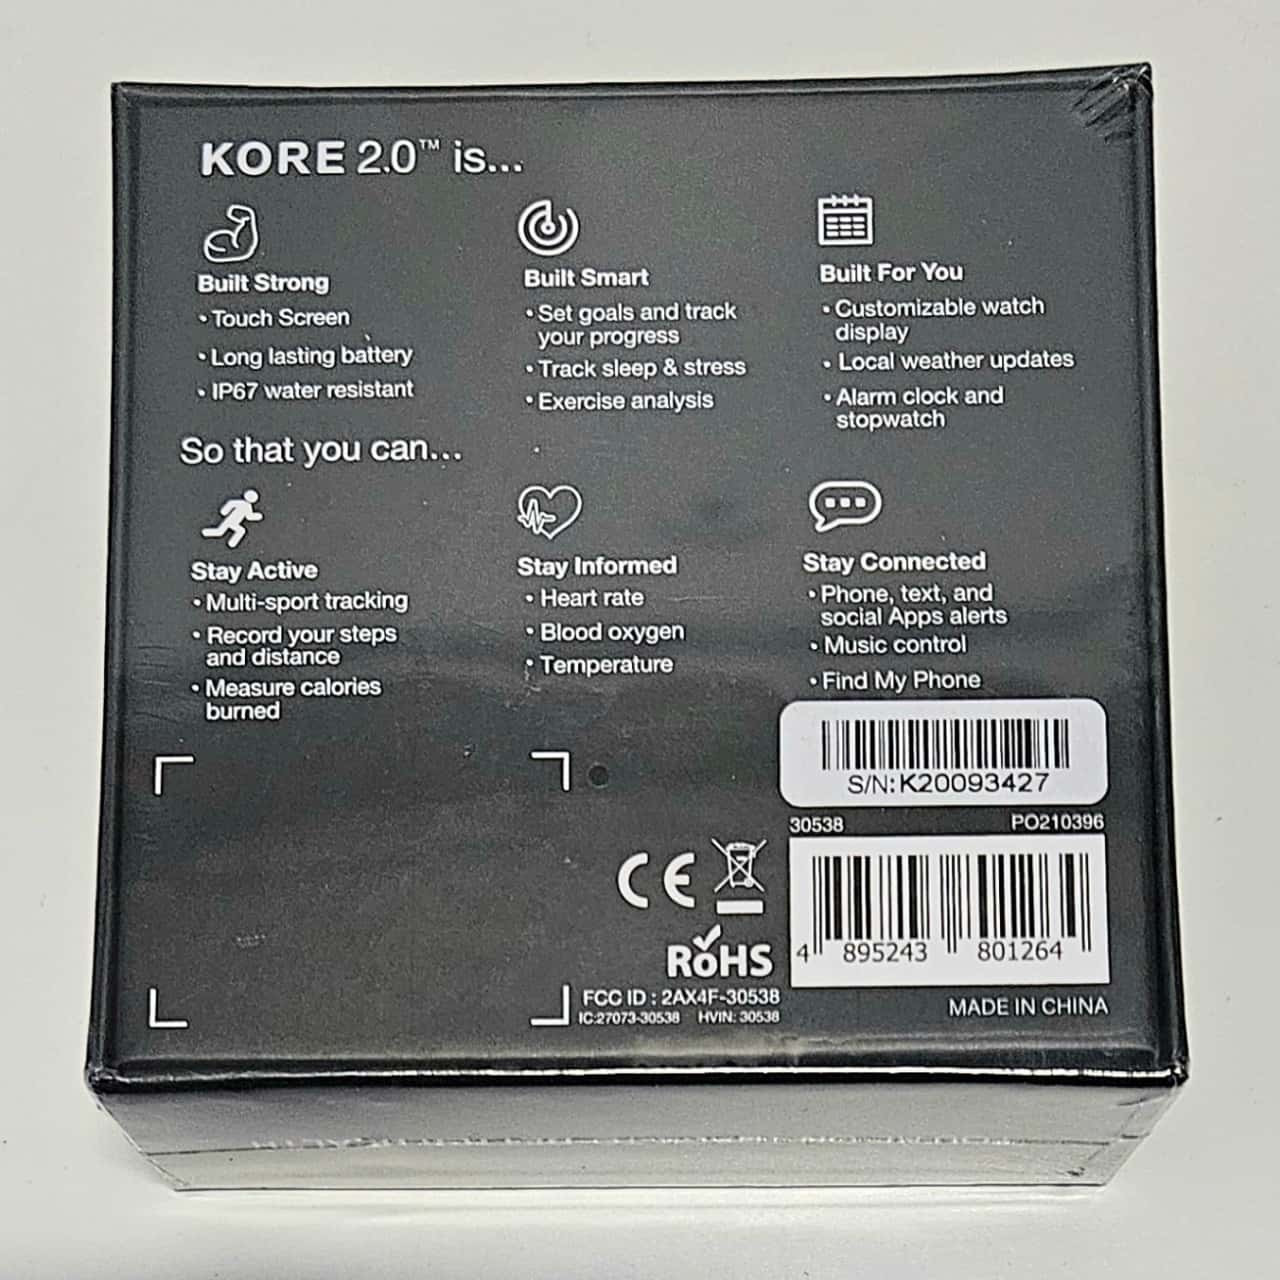 KORE 2.0™ is...
Built Strong
• Touch Screen
• Long lasting battery
• IP67 water resistant
Built Smart
• Set goals and track
your progress
• Track sleep & stress
• Exercise analysis
Built For You
• Customizable watch
display
• Local weather updates
• Alarm clock and
stopwatch
So that you can...
Stay Active
• Multi-sport tracking
• Record your steps
and distance
• Measure calories
burned
Stay Informed
• Heart rate
• Blood oxygen
• Temperature
Stay Connected
• Phone, text, and
social Apps alerts
• Music control
• Find My Phone
S/N:K20093427
30538 PO210396
CE
RoHS
4 895243 801264
FCC ID : 2AX4F-30538
IC:27073-30538 HVIN: 30538
MADE IN CHINA